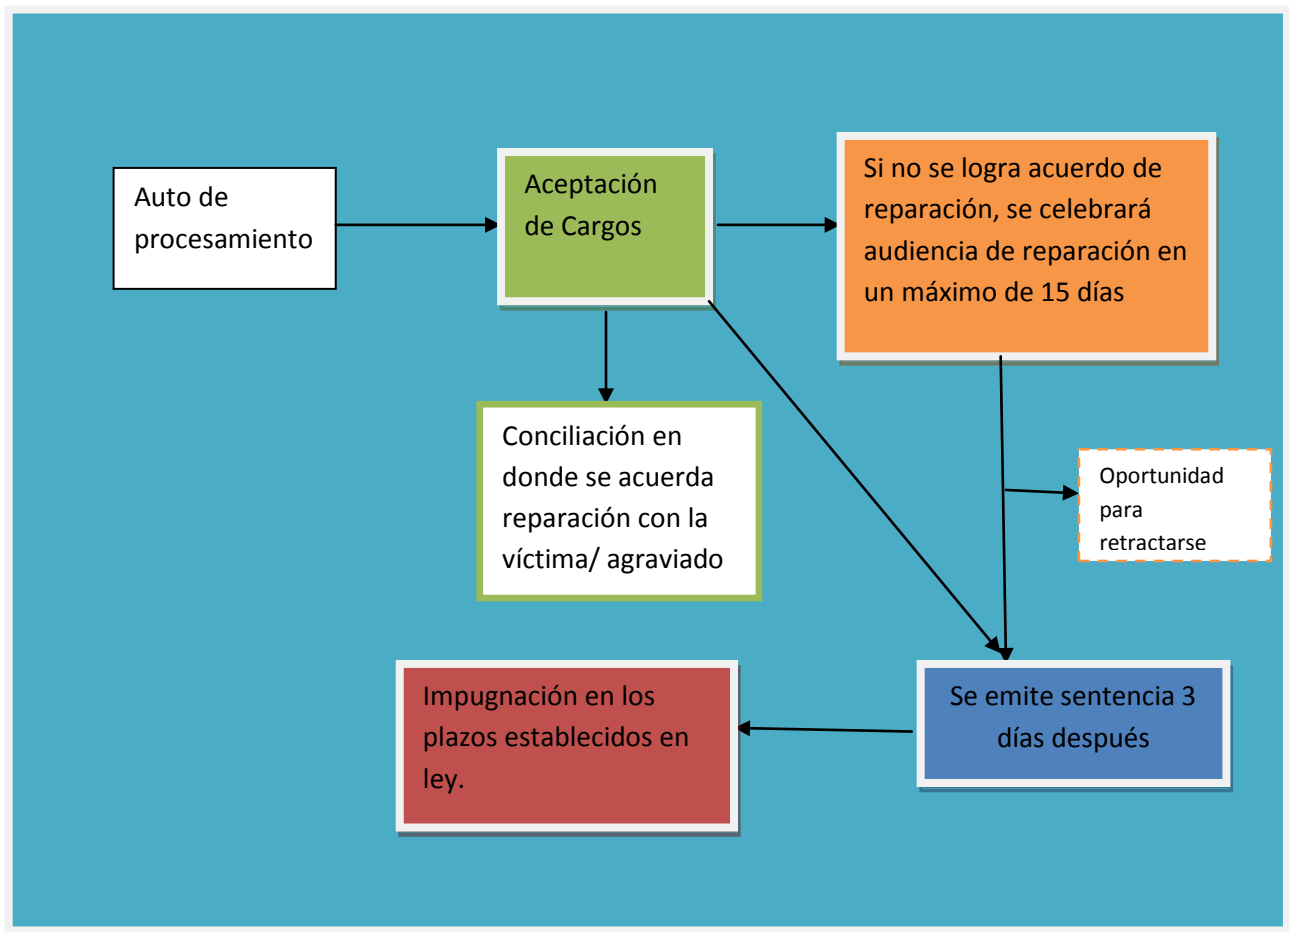 Auto de
procesamiento
Aceptación
de Cargos
Si no se logra acuerdo de
reparación, se celebrará
audiencia de reparación en
un máximo de 15 días
Conciliación en
donde se acuerda
reparación con la
víctima/ agraviado
Oportunidad
para
retractarse
Impugnación en los
plazos establecidos en
ley.
Se emite sentencia 3
días después